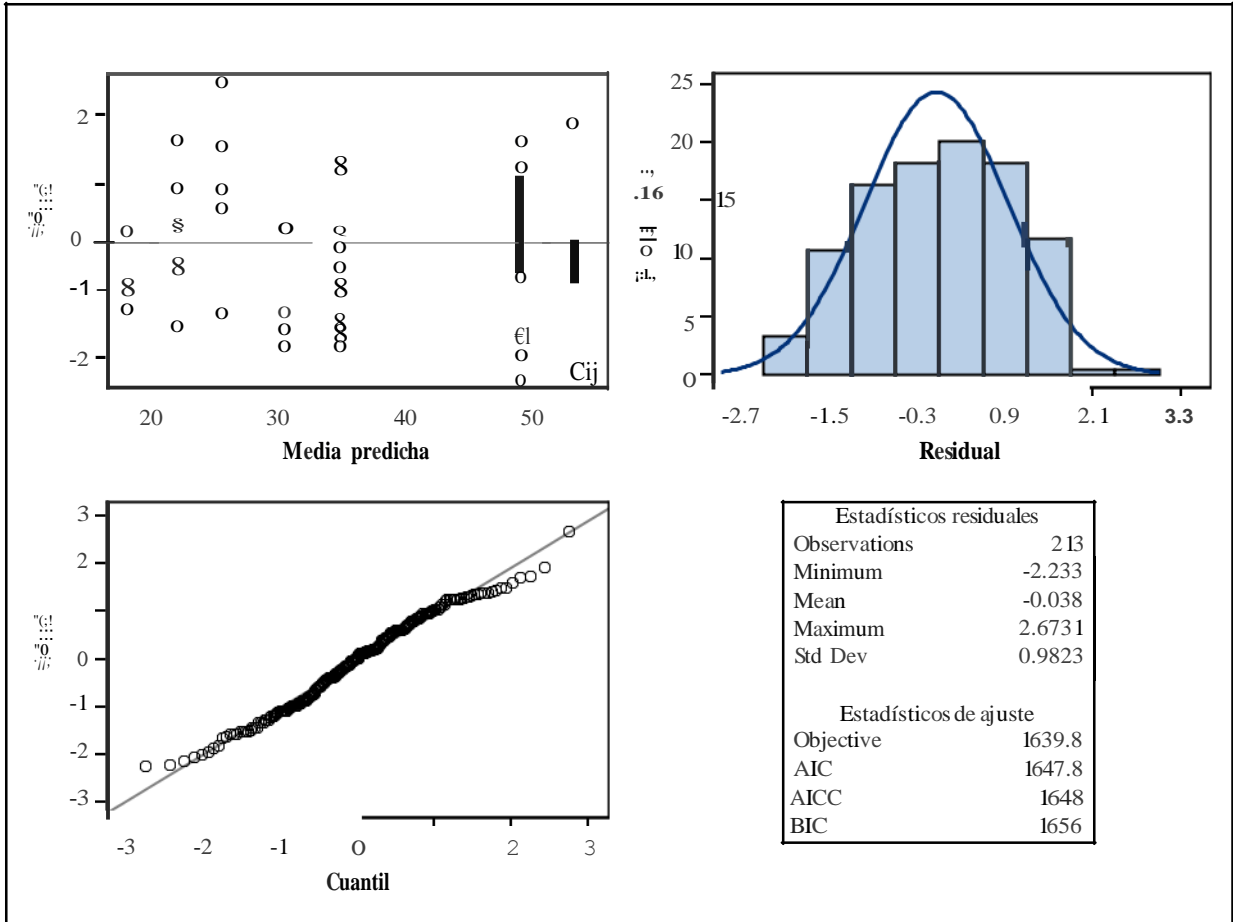 2
0
-1
-2
20 30 40 50
Media predicha
25
20
.16
15
10
5
0
-2.7 -1.5 -0.3 0.9 2.1 3.3
Residual
3
2
1
0
-1
-2
-3
-3 -2 -1 0 2 3
Cuantil
Estadísticos residuales
Observations 213
Minimum -2.233
Mean -0.038
Maximum 2.6731
Std Dev 0.9823
Estadísticos de ajuste
Objective 1639.8
AIC 1647.8
AICC 1648
BIC 1656